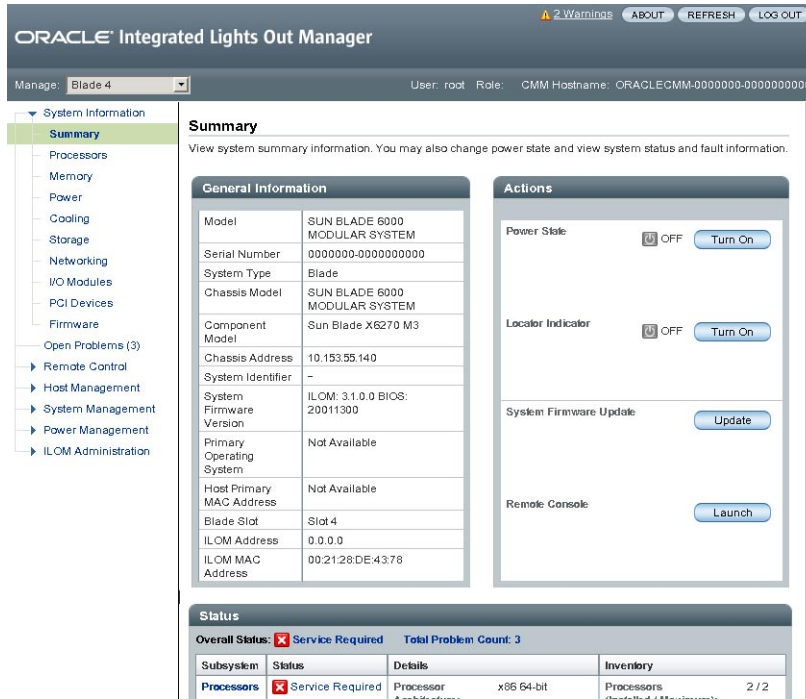 2 Warnings ABOUT REFRESH LOG OUT
ORACLE® Integrated Lights Out Manager
Manage: Blade 4 User: root Role: CMM Hostname: ORACLECMM-0000000-000000000
System Information
Summary
Processors
Memory
Power
Cooling
Storage
Networking
I/O Modules
PCI Devices
Firmware
Open Problems (3)
Remote Control
Host Management
System Management
Power Management
ILOM Administration
Summary
View system summary information. You may also change power state and view system status and fault information.
General Information
Model SUN BLADE 6000
MODULAR SYSTEM
Serial Number 0000000-0000000000
System Type Blade
Chassis Model SUN BLADE 6000
MODULAR SYSTEM
Component Sun Blade X6270 M3
Model
Chassis Address 10.153.55.140
System Identifier -
System ILOM: 3.1.0.0 BIOS:
Firmware 20011300
Version
Primary Not Available
Operating
System
Host Primary Not Available
MAC Address
Blade Slot Slot 4
ILOM Address 0.0.0.0
ILOM MAC 00:21:28:DE:43:78
Address
Actions
Power State OFF Turn On
Locator Indicator OFF Turn On
System Firmware Update Update
Remote Console Launch
Status
Overall Status: Service Required Total Problem Count: 3
Subsystem Status Details Inventory
Processors Service Required Processor x86 64-bit Processors 2 / 2